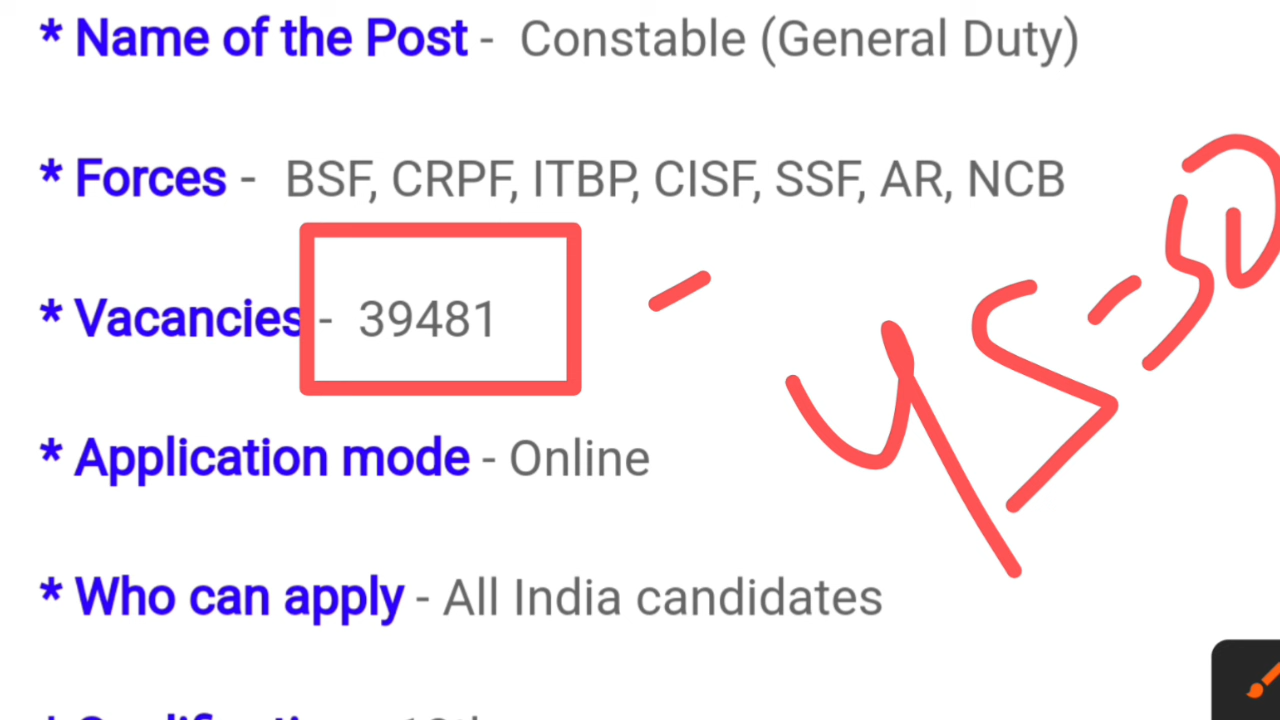 * Name of the Post - Constable (General Duty)
* Forces - BSF, CRPF, ITBP, CISF, SSF, AR, NCB
* Vacancies - 39481 - 45-50
* Application mode - Online
* Who can apply - All India candidates